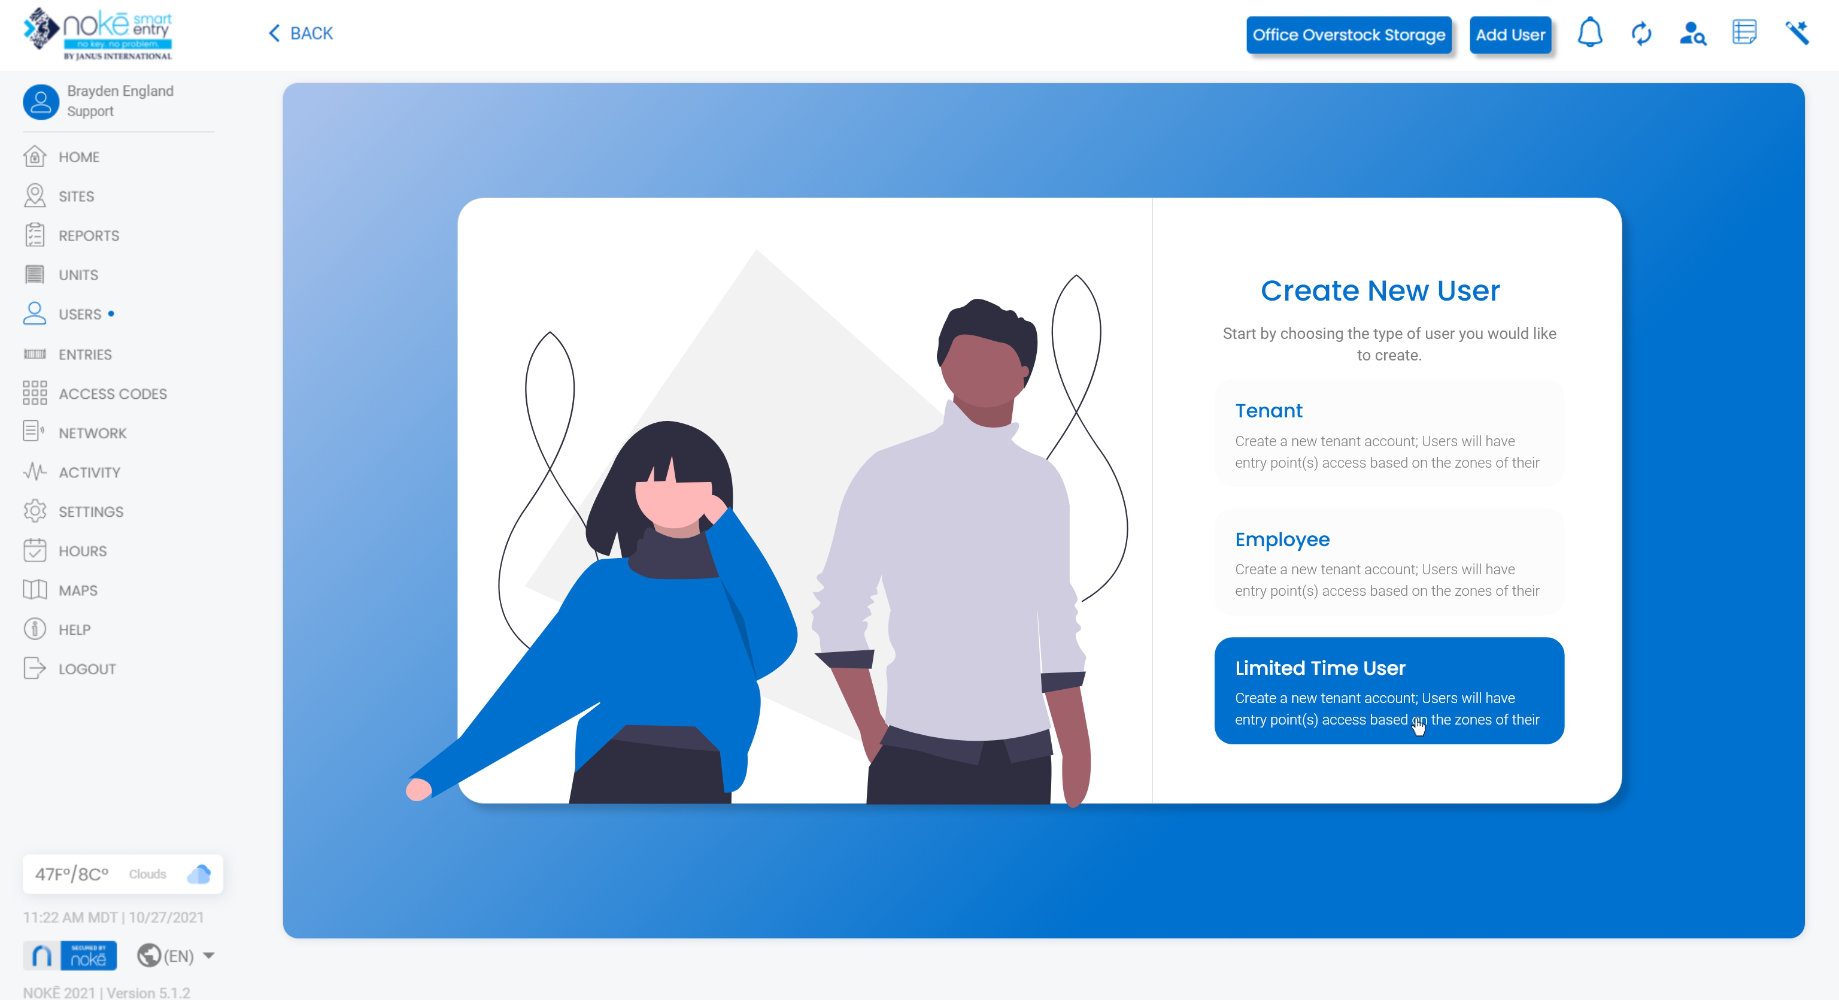 nokē smart entry
no key. no problem.
BY JANUS INTERNATIONAL
BACK
Office Overstock Storage
Add User
Brayden England
Support
HOME
SITES
REPORTS
UNITS
USERS
ENTRIES
ACCESS CODES
NETWORK
ACTIVITY
SETTINGS
HOURS
MAPS
HELP
LOGOUT
47F°/8C° Clouds
11:22 AM MDT | 10/27/2021
SECURED BY
nokē
(EN)
NOKĒ 2021 | Version 5.1.2
Create New User
Start by choosing the type of user you would like
to create.
Tenant
Create a new tenant account; Users will have
entry point(s) access based on the zones of their
Employee
Create a new tenant account; Users will have
entry point(s) access based on the zones of their
Limited Time User
Create a new tenant account; Users will have
entry point(s) access based on the zones of their